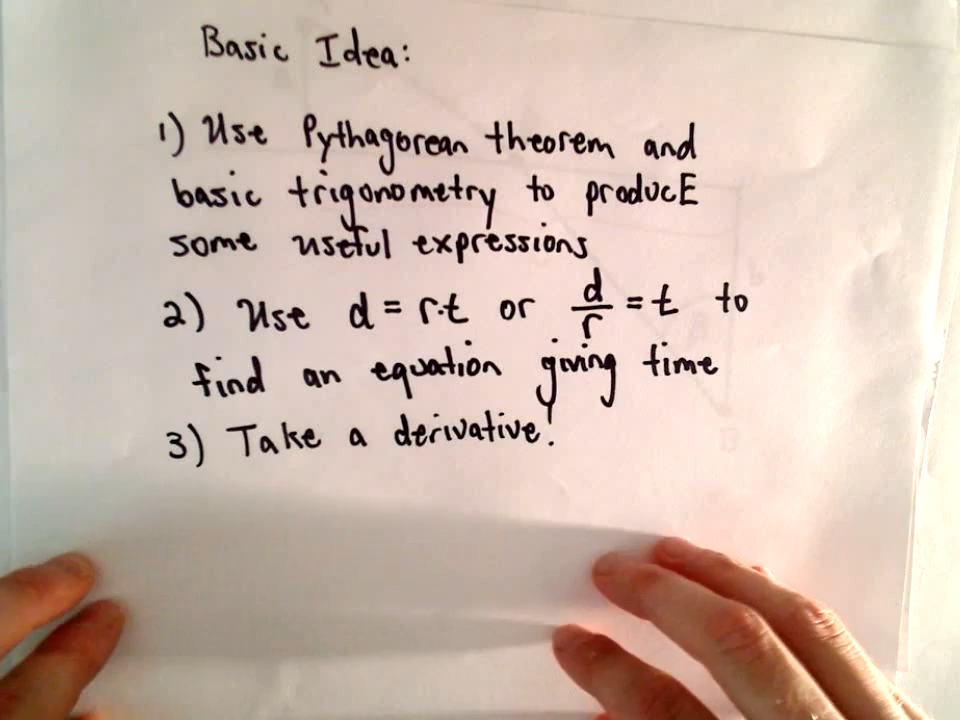 Basic Idea:
1) Use Pythagorean theorem and
basic trigonometry to producE
some useful expressions
2) Use d = r·t or d/r = t to
find an equation giving time
3) Take a derivative!